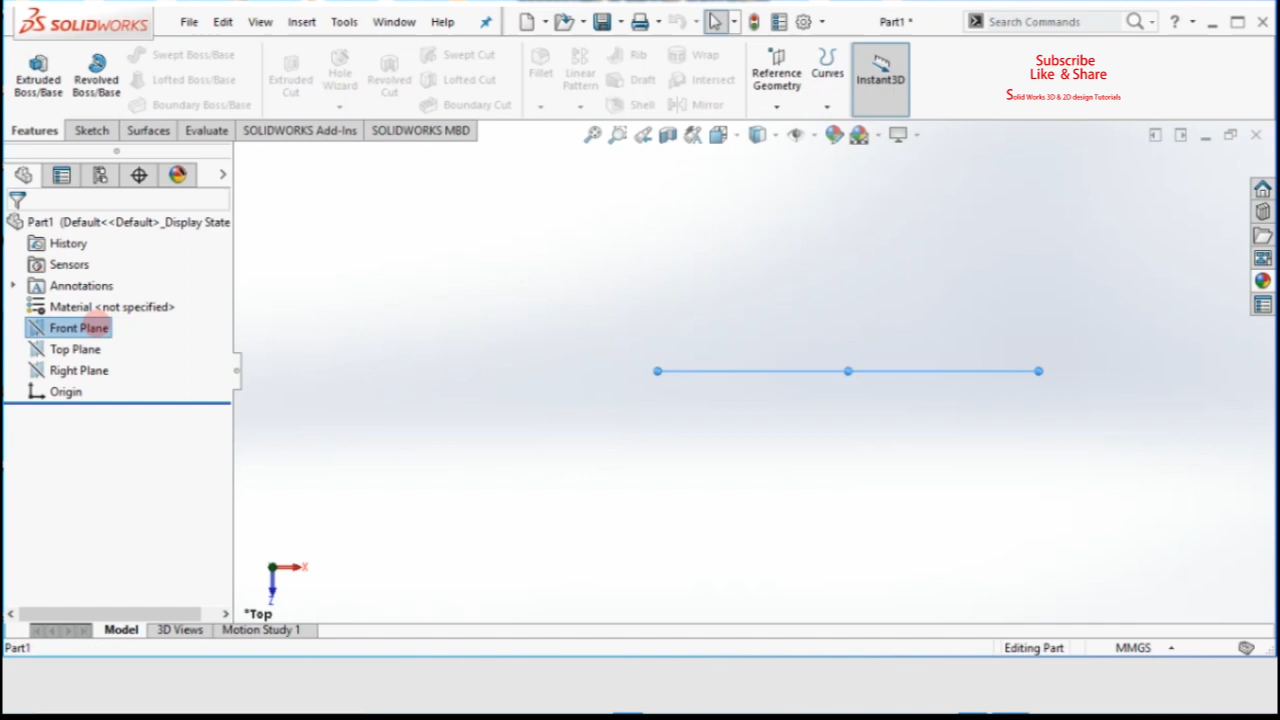 SOLIDWORKS File Edit View Insert Tools Window Help Part1 * Search Commands ?
Extruded Boss/Base
Revolved Boss/Base
Swept Boss/Base
Lofted Boss/Base
Boundary Boss/Base
Extruded Cut
Hole Wizard
Revolved Cut
Swept Cut
Lofted Cut
Boundary Cut
Fillet
Linear Pattern
Rib
Draft
Shell
Wrap
Intersect
Mirror
Reference Geometry
Curves
Instant3D
Subscribe
Like & Share
Solid Works 3D & 2D design Tutorials
Features Sketch Surfaces Evaluate SOLIDWORKS Add-Ins SOLIDWORKS MBD
Part1 (Default<<Default>_Display State
History
Sensors
Annotations
Material <not specified>
Front Plane
Top Plane
Right Plane
Origin
X
Z
*Top
Model 3D Views Motion Study 1
Part1 Editing Part MMGS